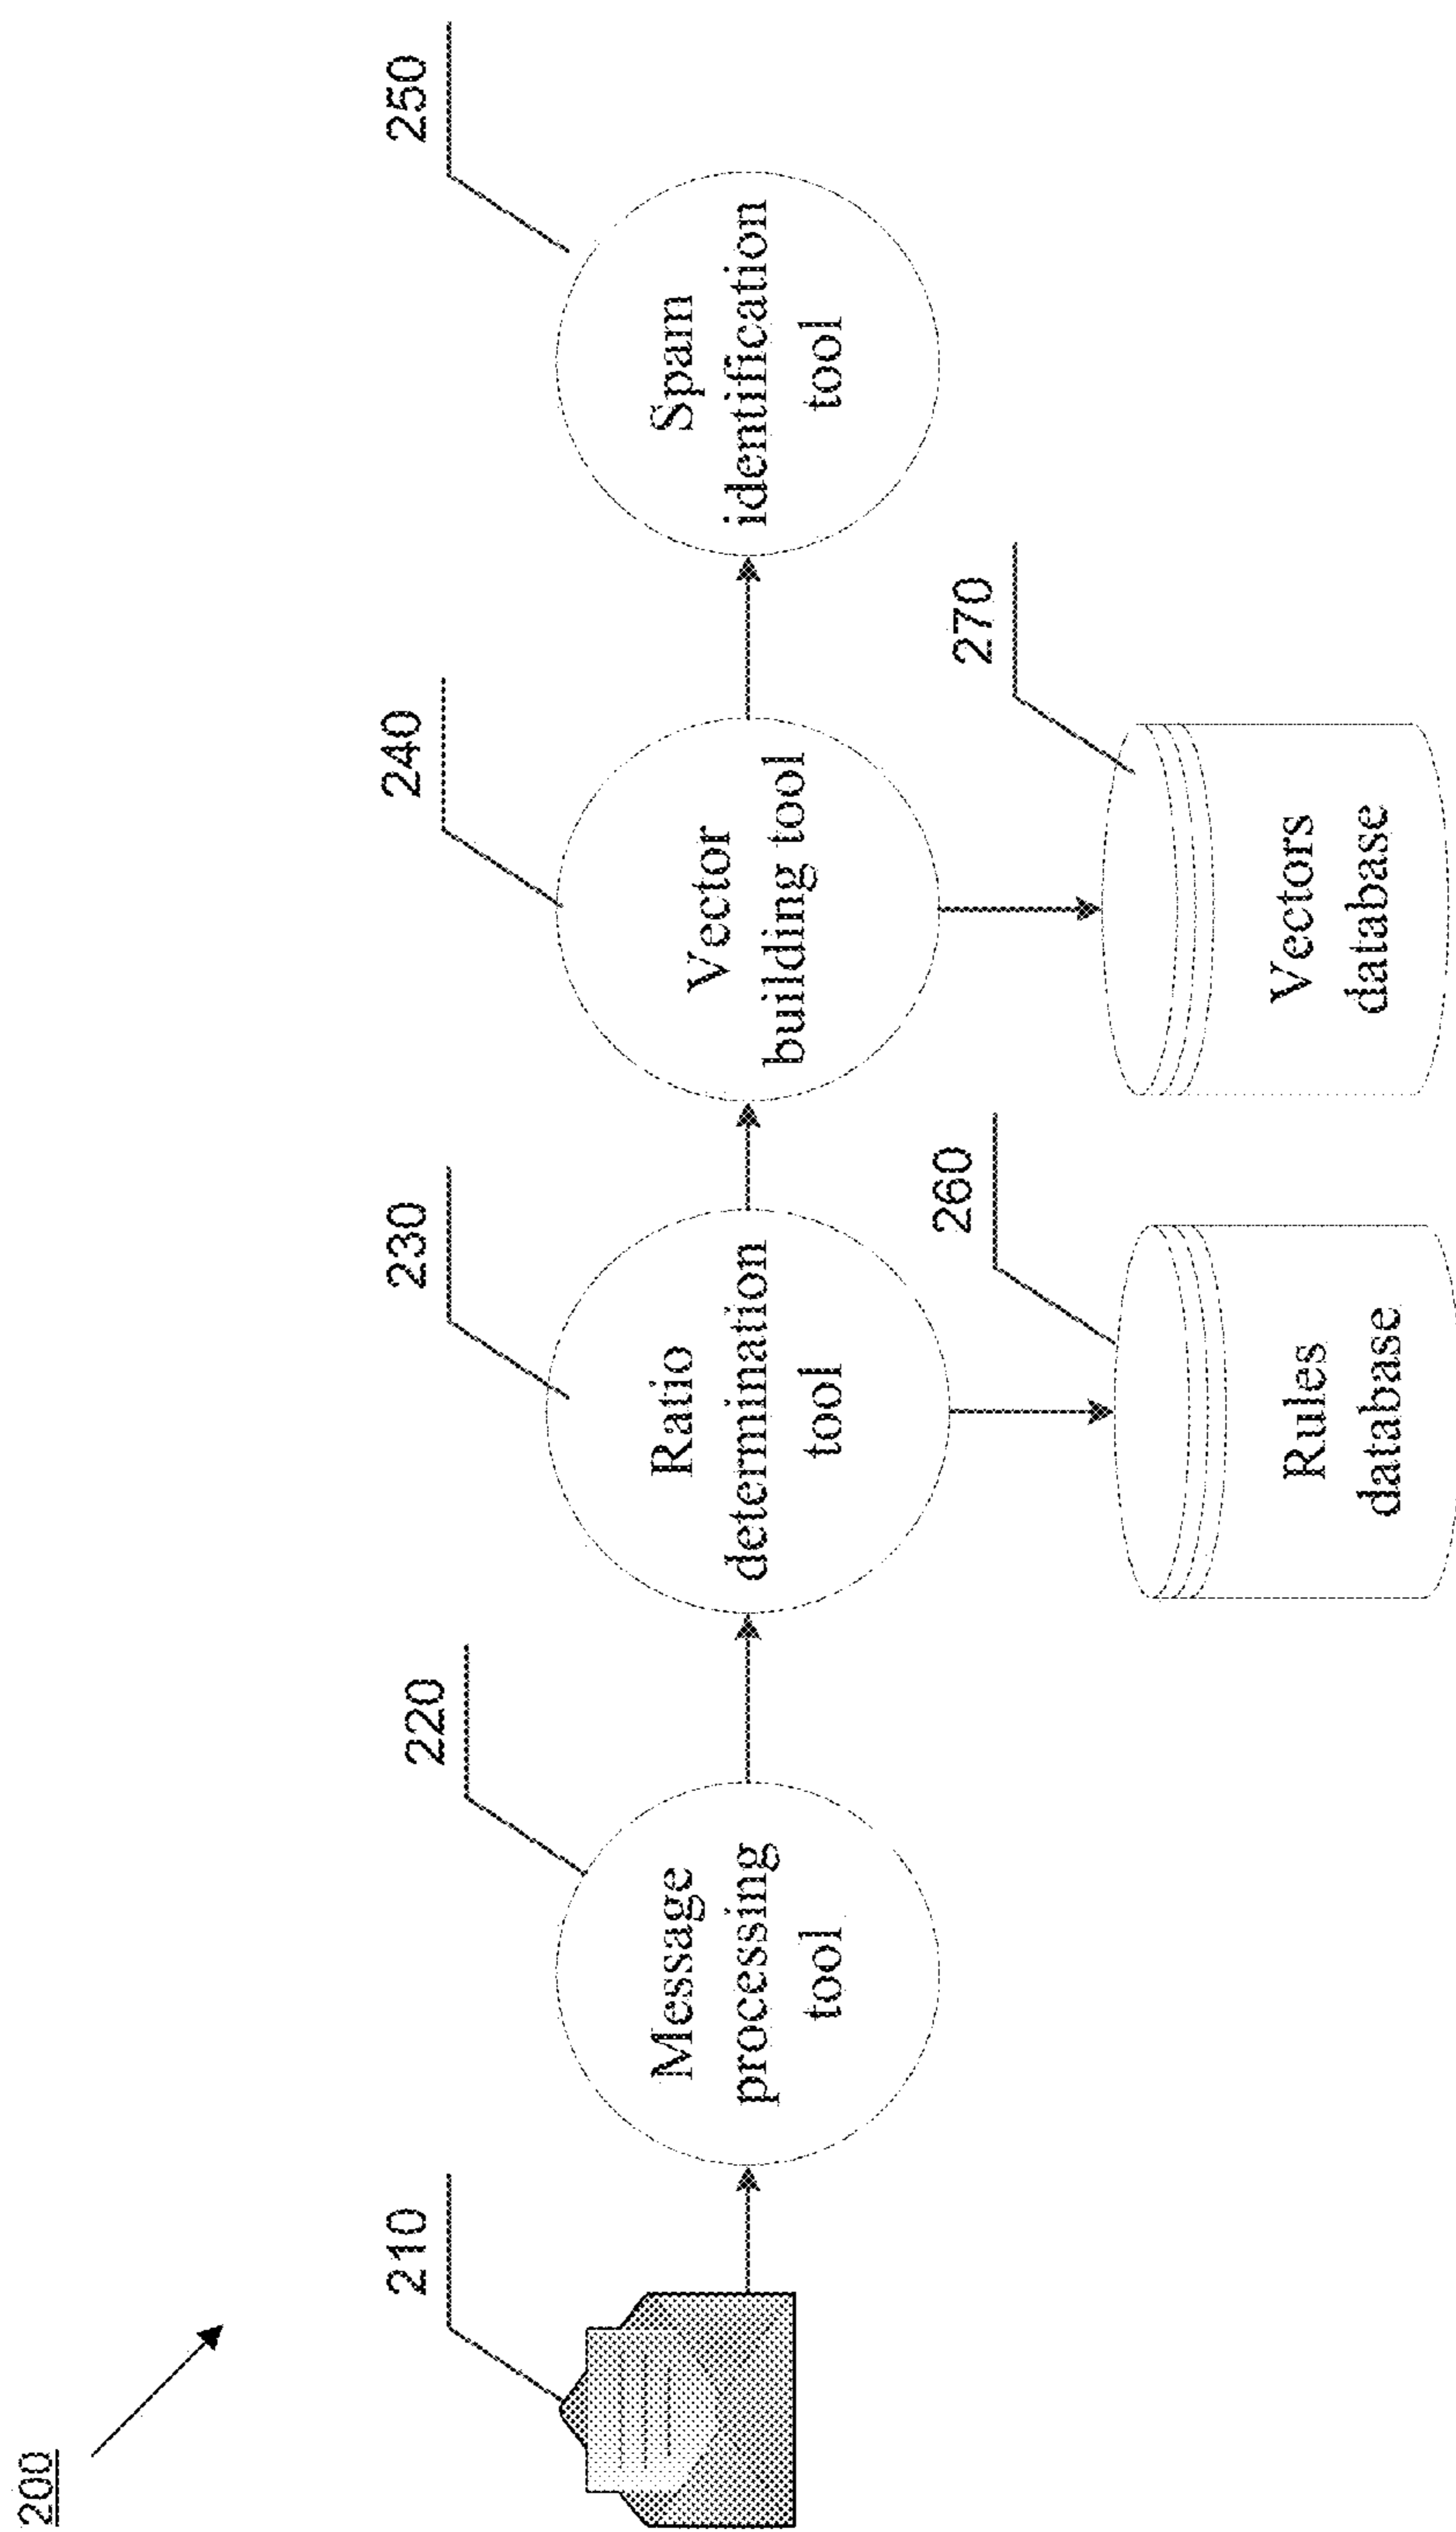 200
210
220
230
240
250
Message
processing
tool
Ratio
determination
tool
Vector
building tool
Spam
identification
tool
260
270
Rules
database
Vectors
database